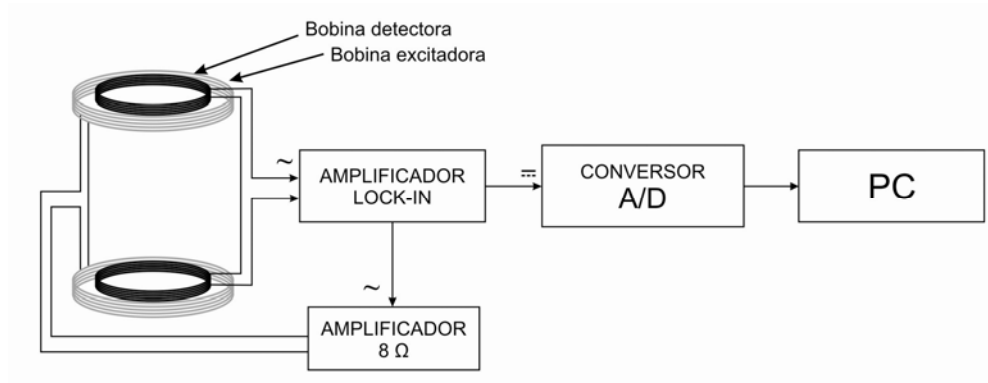 Bobina detectora
Bobina excitadora
~
AMPLIFICADOR
LOCK-IN
CONVERSOR
A/D
PC
~
AMPLIFICADOR
8 Ω